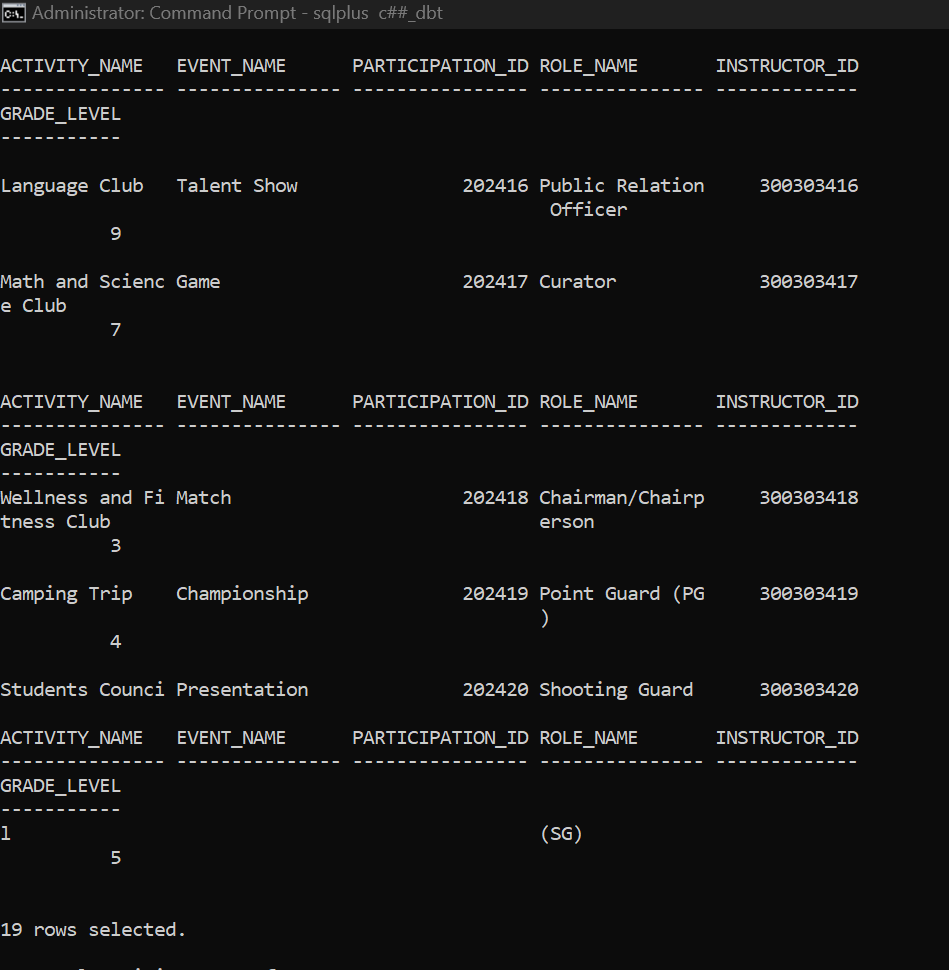 Administrator: Command Prompt - sqlplus  c##_dbt
ACTIVITY_NAME   EVENT_NAME      PARTICIPATION_ID ROLE_NAME       INSTRUCTOR_ID
--------------- --------------- ---------------- --------------- -------------
GRADE_LEVEL
-----------
Language Club   Talent Show               202416 Public Relation     300303416
                                                  Officer
          9
Math and Scienc Game                      202417 Curator             300303417
e Club
          7
ACTIVITY_NAME   EVENT_NAME      PARTICIPATION_ID ROLE_NAME       INSTRUCTOR_ID
--------------- --------------- ---------------- --------------- -------------
GRADE_LEVEL
-----------
Wellness and Fi Match                     202418 Chairman/Chairp     300303418
tness Club                                       erson
          3
Camping Trip    Championship              202419 Point Guard (PG     300303419
                                                 )
          4
Students Counci Presentation              202420 Shooting Guard      300303420
ACTIVITY_NAME   EVENT_NAME      PARTICIPATION_ID ROLE_NAME       INSTRUCTOR_ID
--------------- --------------- ---------------- --------------- -------------
GRADE_LEVEL
-----------
l                                                (SG)
          5
19 rows selected.